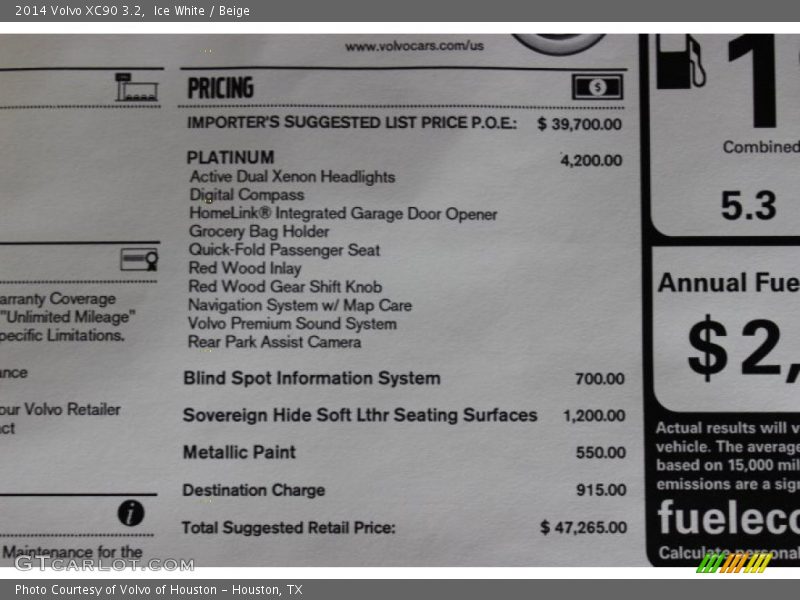 2014 Volvo XC90 3.2, Ice White / Beige
www.volvocars.com/us
PRICING
IMPORTER'S SUGGESTED LIST PRICE P.O.E.: $ 39,700.00
PLATINUM 4,200.00
Active Dual Xenon Headlights
Digital Compass
HomeLink® Integrated Garage Door Opener
Grocery Bag Holder
Quick-Fold Passenger Seat
Red Wood Inlay
Red Wood Gear Shift Knob
Navigation System w/ Map Care
Volvo Premium Sound System
Rear Park Assist Camera
Blind Spot Information System 700.00
Sovereign Hide Soft Lthr Seating Surfaces 1,200.00
Metallic Paint 550.00
Destination Charge 915.00
Total Suggested Retail Price: $ 47,265.00
arranty Coverage
"Unlimited Mileage"
pecific Limitations.
ance
our Volvo Retailer
act
Maintenance for the
Combined
5.3
Annual Fue
$2,
Actual results will v
vehicle. The average
based on 15,000 mil
emissions are a sign
fueleco
Calculate personal
GTcarlot.com
Photo Courtesy of Volvo of Houston - Houston, TX